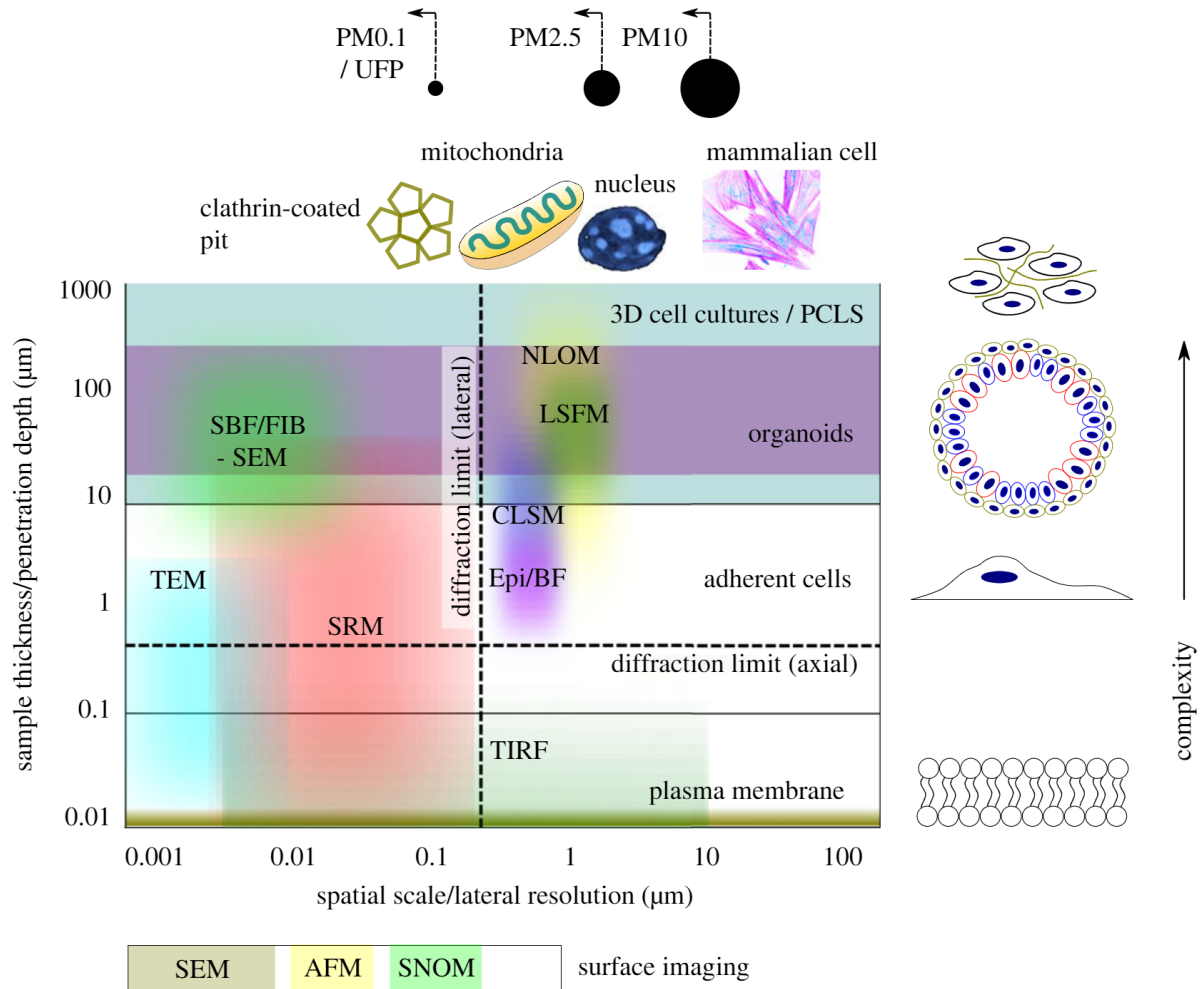 PM0.1
/ UFP
PM2.5
PM10
mitochondria
mammalian cell
nucleus
clathrin-coated
pit
1000
100
10
1
0.1
0.01
sample thickness/penetration depth (µm)
3D cell cultures / PCLS
NLOM
diffraction limit (lateral)
LSFM
SBF/FIB
- SEM
organoids
CLSM
TEM
Epi/BF
adherent cells
SRM
diffraction limit (axial)
TIRF
plasma membrane
complexity
0.001
0.01
0.1
1
10
100
spatial scale/lateral resolution (µm)
SEM
AFM
SNOM
surface imaging